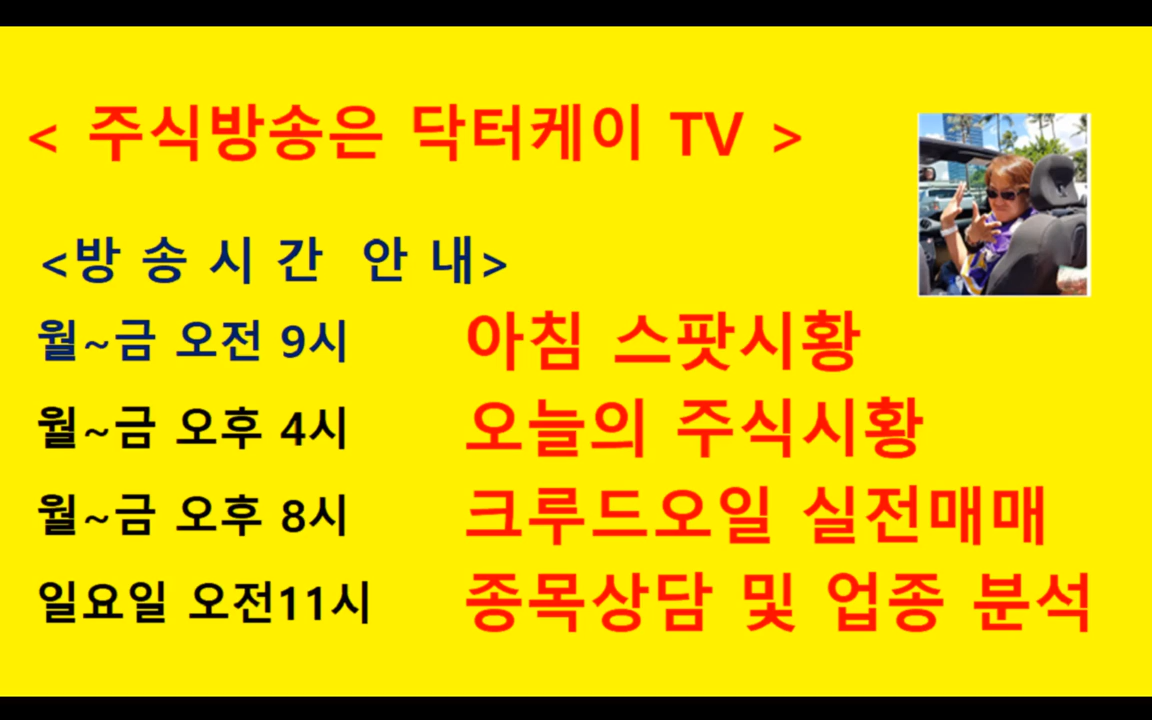 < 주식방송은 닥터케이 TV >
<방 송 시 간 안 내>
월~금 오전 9시 아침 스팟시황
월~금 오후 4시 오늘의 주식시황
월~금 오후 8시 크루드오일 실전매매
일요일 오전11시 종목상담 및 업종 분석